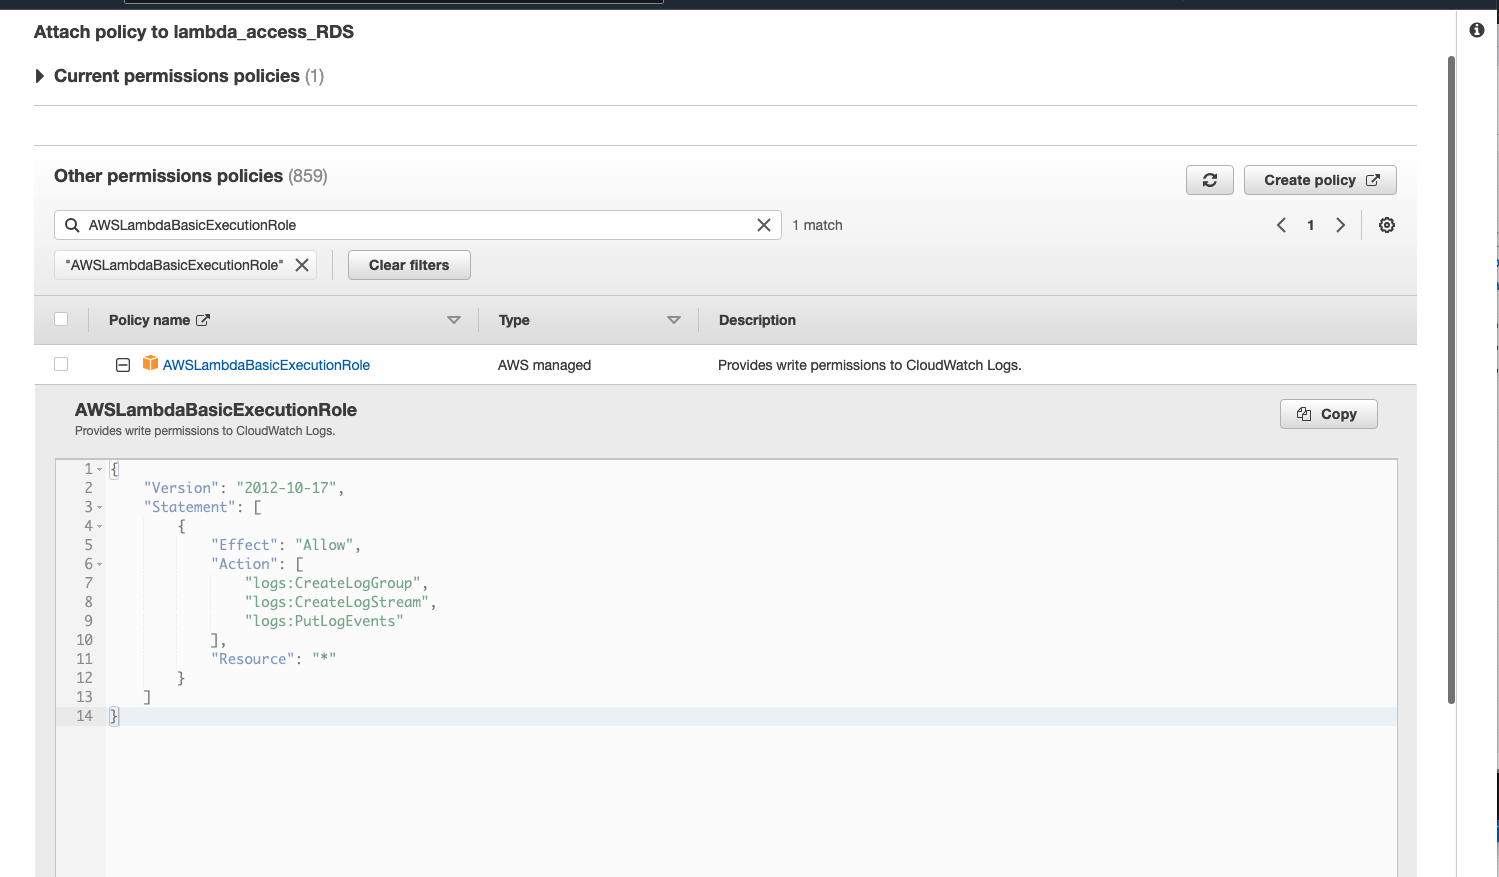 Attach policy to lambda_access_RDS
Current permissions policies (1)
Other permissions policies (859)
Create policy
AWSLambdaBasicExecutionRole
1 match
1
"AWSLambdaBasicExecutionRole"
Clear filters
Policy name Type Description
AWSLambdaBasicExecutionRole AWS managed Provides write permissions to CloudWatch Logs.
AWSLambdaBasicExecutionRole
Copy
Provides write permissions to CloudWatch Logs.
1 {
2 "Version": "2012-10-17",
3 "Statement": [
4 {
5 "Effect": "Allow",
6 "Action": [
7 "logs:CreateLogGroup",
8 "logs:CreateLogStream",
9 "logs:PutLogEvents"
10 ],
11 "Resource": "*"
12 }
13 ]
14 }